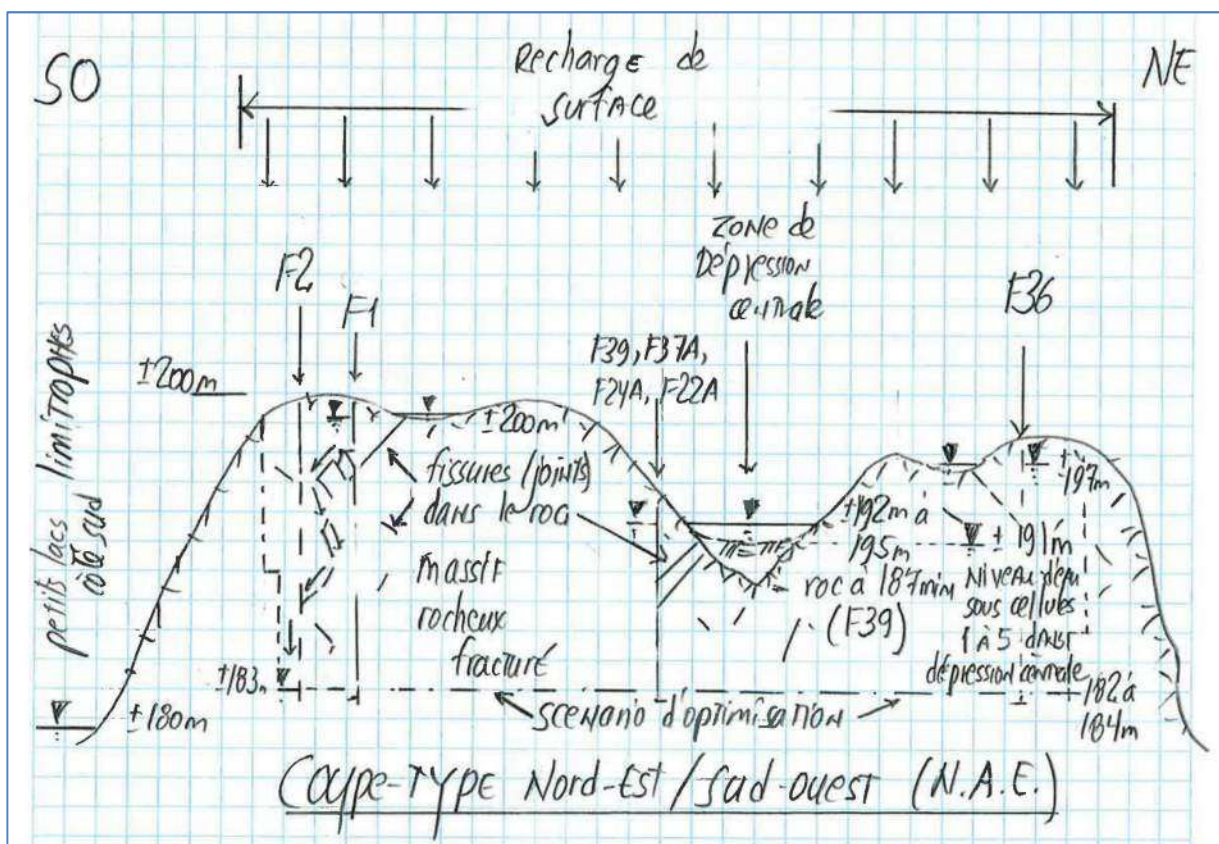 SO
Recharge de
surface
NE
Zone de
Dépression
centrale
F2
F1
F36
F39, F37A,
F24A, F22A
petits lacs limitrophes
côté sud
±200m
±200m
±197m
fissures (joints)
dans le roc
±192m à
195m
roc à 187m min
(F39)
±191m
Niveau d'eau
sous cellules
1 à 5 dans
dépression centrale
massif
rocheux
fracturé
±183m
±180m
scenario d'optimisation
182 à
184m
Coupe-Type Nord-Est/sud-ouest (N.A.E.)